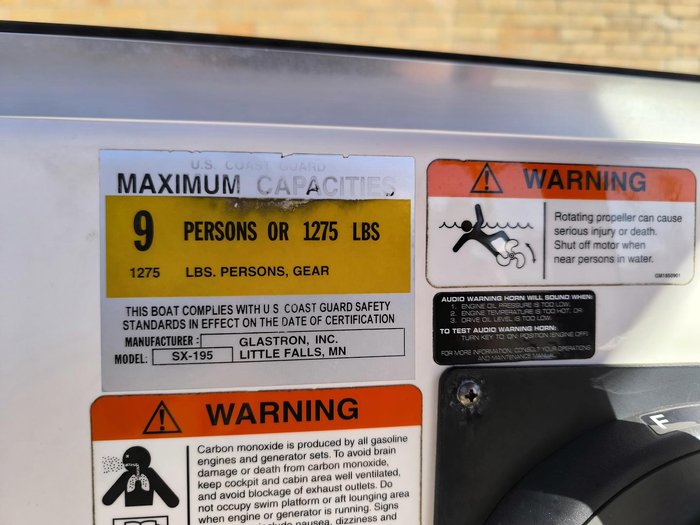 U.S. COAST GUARD
MAXIMUM CAPACITIES
9 PERSONS OR 1275 LBS
1275 LBS. PERSONS, GEAR
THIS BOAT COMPLIES WITH U S COAST GUARD SAFETY
STANDARDS IN EFFECT ON THE DATE OF CERTIFICATION
MANUFACTURER: GLASTRON, INC.
MODEL: SX-195 LITTLE FALLS, MN
WARNING
Rotating propeller can cause
serious injury or death.
Shut off motor when
near persons in water.
GM1850901
AUDIO WARNING HORN WILL SOUND WHEN:
1. ENGINE OIL PRESSURE IS TOO LOW,
2. ENGINE TEMPERATURE IS TOO HOT, OR
3. DRIVE OIL LEVEL IS TOO LOW.
TO TEST AUDIO WARNING HORN:
TURN KEY TO ON POSITION (ENGINE OFF)
FOR MORE INFORMATION, CONSULT YOUR OPERATIONS
AND MAINTENANCE MANUAL
WARNING
Carbon monoxide is produced by all gasoline
engines and generator sets. To avoid brain
damage or death from carbon monoxide,
keep cockpit and cabin area well ventilated,
and avoid blockage of exhaust outlets. Do
not occupy swim platform or aft lounging area
when engine or generator is running. Signs
include nausea, dizziness and
F